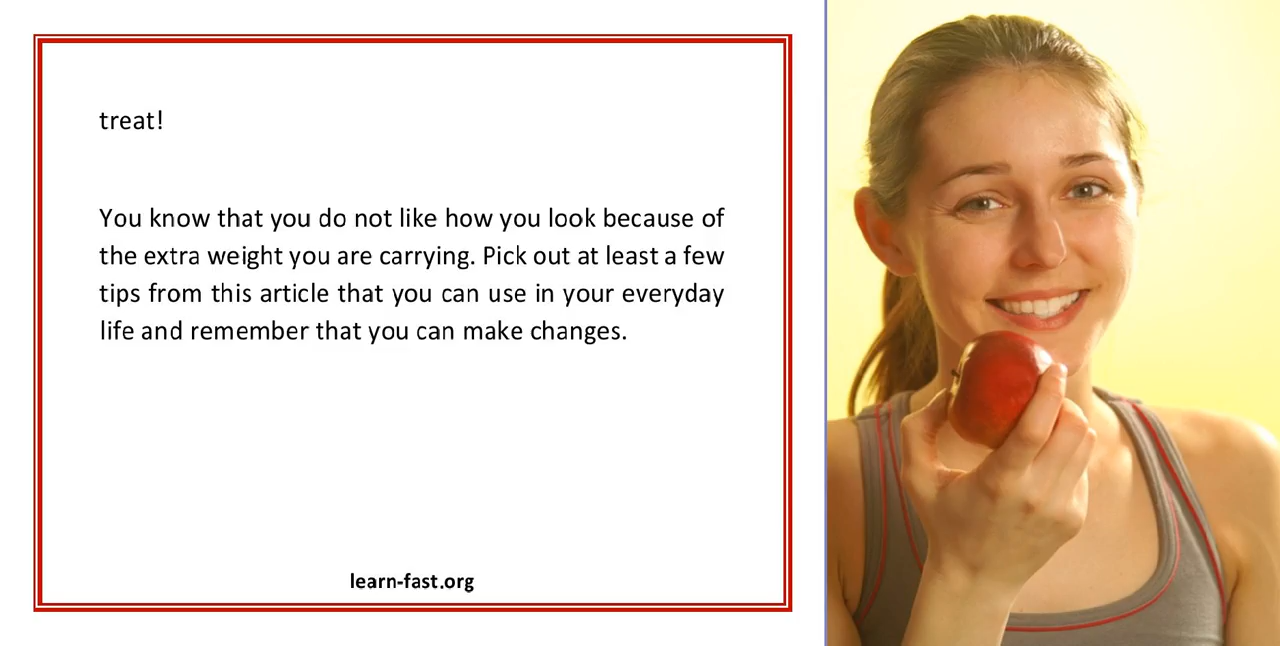 treat!
You know that you do not like how you look because of
the extra weight you are carrying. Pick out at least a few
tips from this article that you can use in your everyday
life and remember that you can make changes.
learn-fast.org